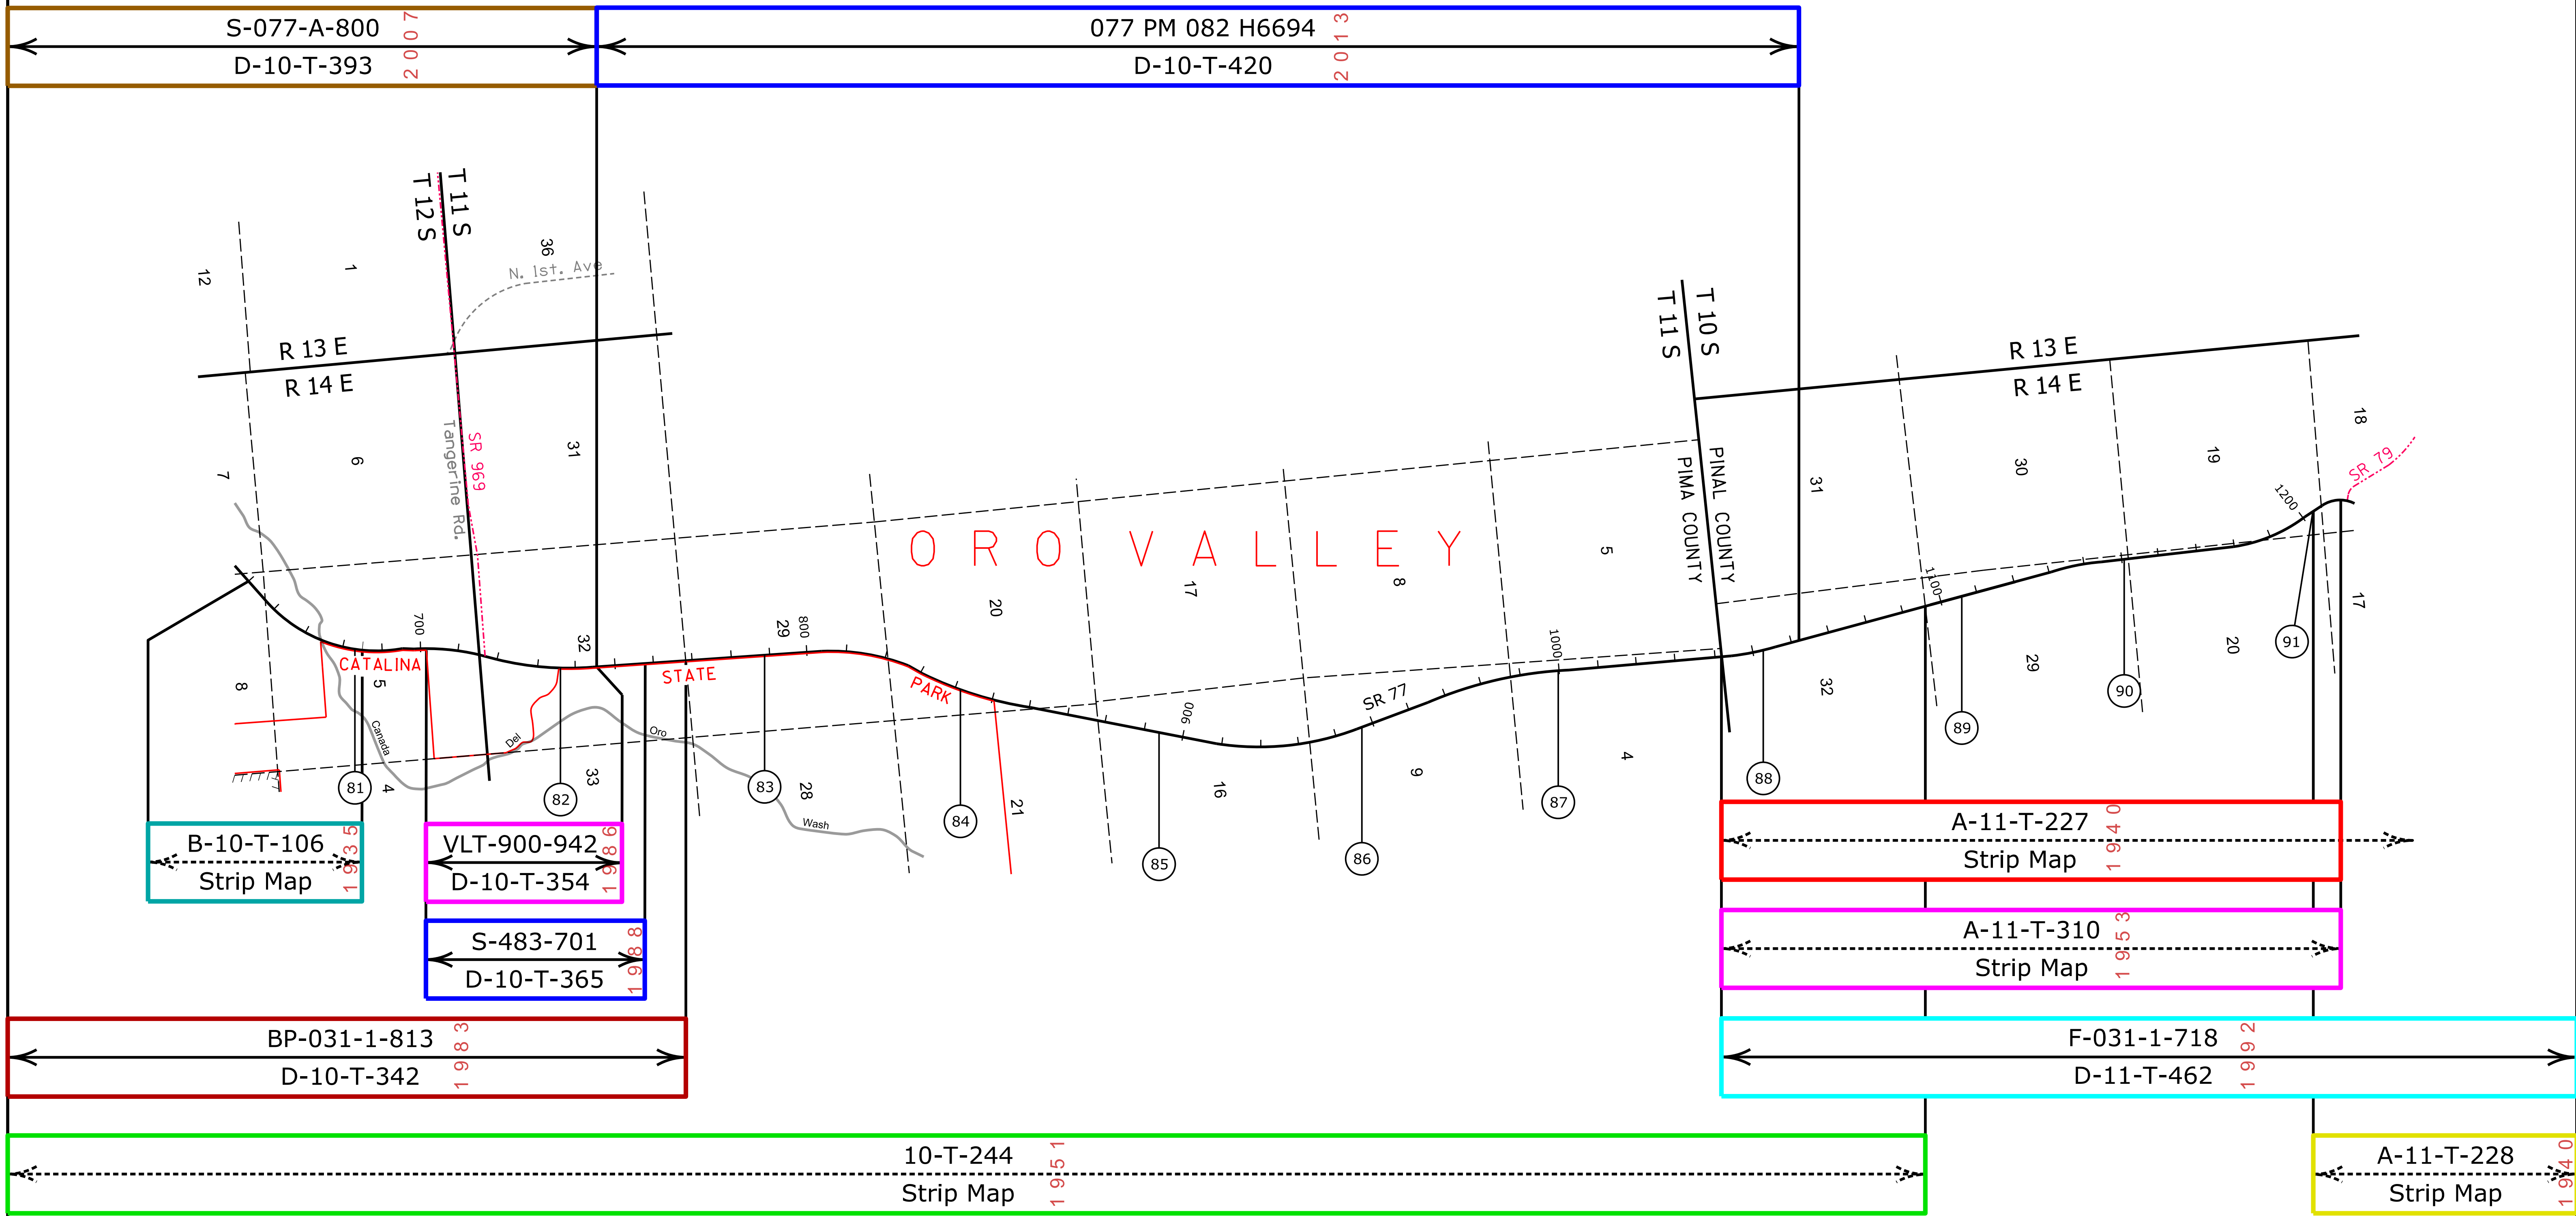 S-077-A-800
D-10-T-393
2007
077 PM 082 H6694
D-10-T-420
2013
T 12 S
T 11 S
36
N. 1st. Ave
12
1
R 13 E
R 14 E
T 11 S
T 10 S
R 13 E
R 14 E
7
6
Tangerine Rd.
SR 969
31
ORO VALLEY
PIMA COUNTY
PINAL COUNTY
31
30
19
18
SR 79
1200
5
8
17
20
1100
17
700
32
29
800
1000
CATALINA
STATE
PARK
SR 77
900
8
5
Canada
Del
Oro
Wash
4
33
28
21
16
9
4
32
29
20
81
82
83
84
85
86
87
88
89
90
91
B-10-T-106
Strip Map
1935
VLT-900-942
D-10-T-354
1986
A-11-T-227
Strip Map
1940
S-483-701
D-10-T-365
1988
A-11-T-310
Strip Map
1953
BP-031-1-813
D-10-T-342
1983
F-031-1-718
D-11-T-462
1992
10-T-244
Strip Map
1951
A-11-T-228
Strip Map
1940